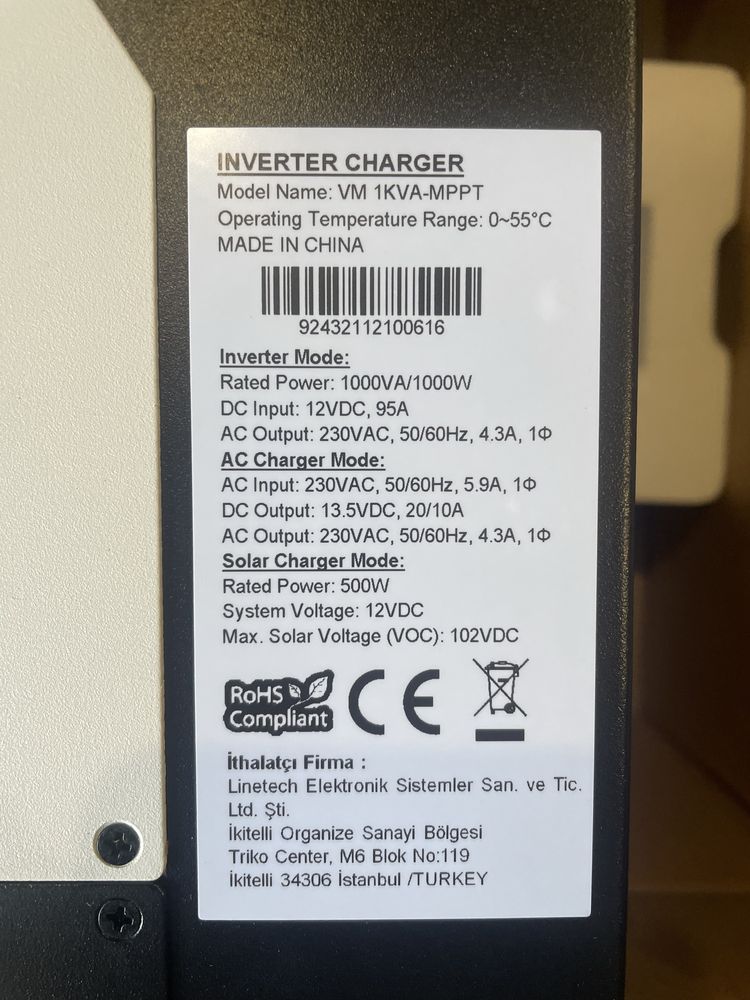 INVERTER CHARGER
Model Name: VM 1KVA-MPPT
Operating Temperature Range: 0~55°C
MADE IN CHINA
92432112100616
Inverter Mode:
Rated Power: 1000VA/1000W
DC Input: 12VDC, 95A
AC Output: 230VAC, 50/60Hz, 4.3A, 1Φ
AC Charger Mode:
AC Input: 230VAC, 50/60Hz, 5.9A, 1Φ
DC Output: 13.5VDC, 20/10A
AC Output: 230VAC, 50/60Hz, 4.3A, 1Φ
Solar Charger Mode:
Rated Power: 500W
System Voltage: 12VDC
Max. Solar Voltage (VOC): 102VDC
RoHS
Compliant
CE
İthalatçı Firma :
Linetech Elektronik Sistemler San. ve Tic.
Ltd. Şti.
İkitelli Organize Sanayi Bölgesi
Triko Center, M6 Blok No:119
İkitelli 34306 İstanbul /TURKEY